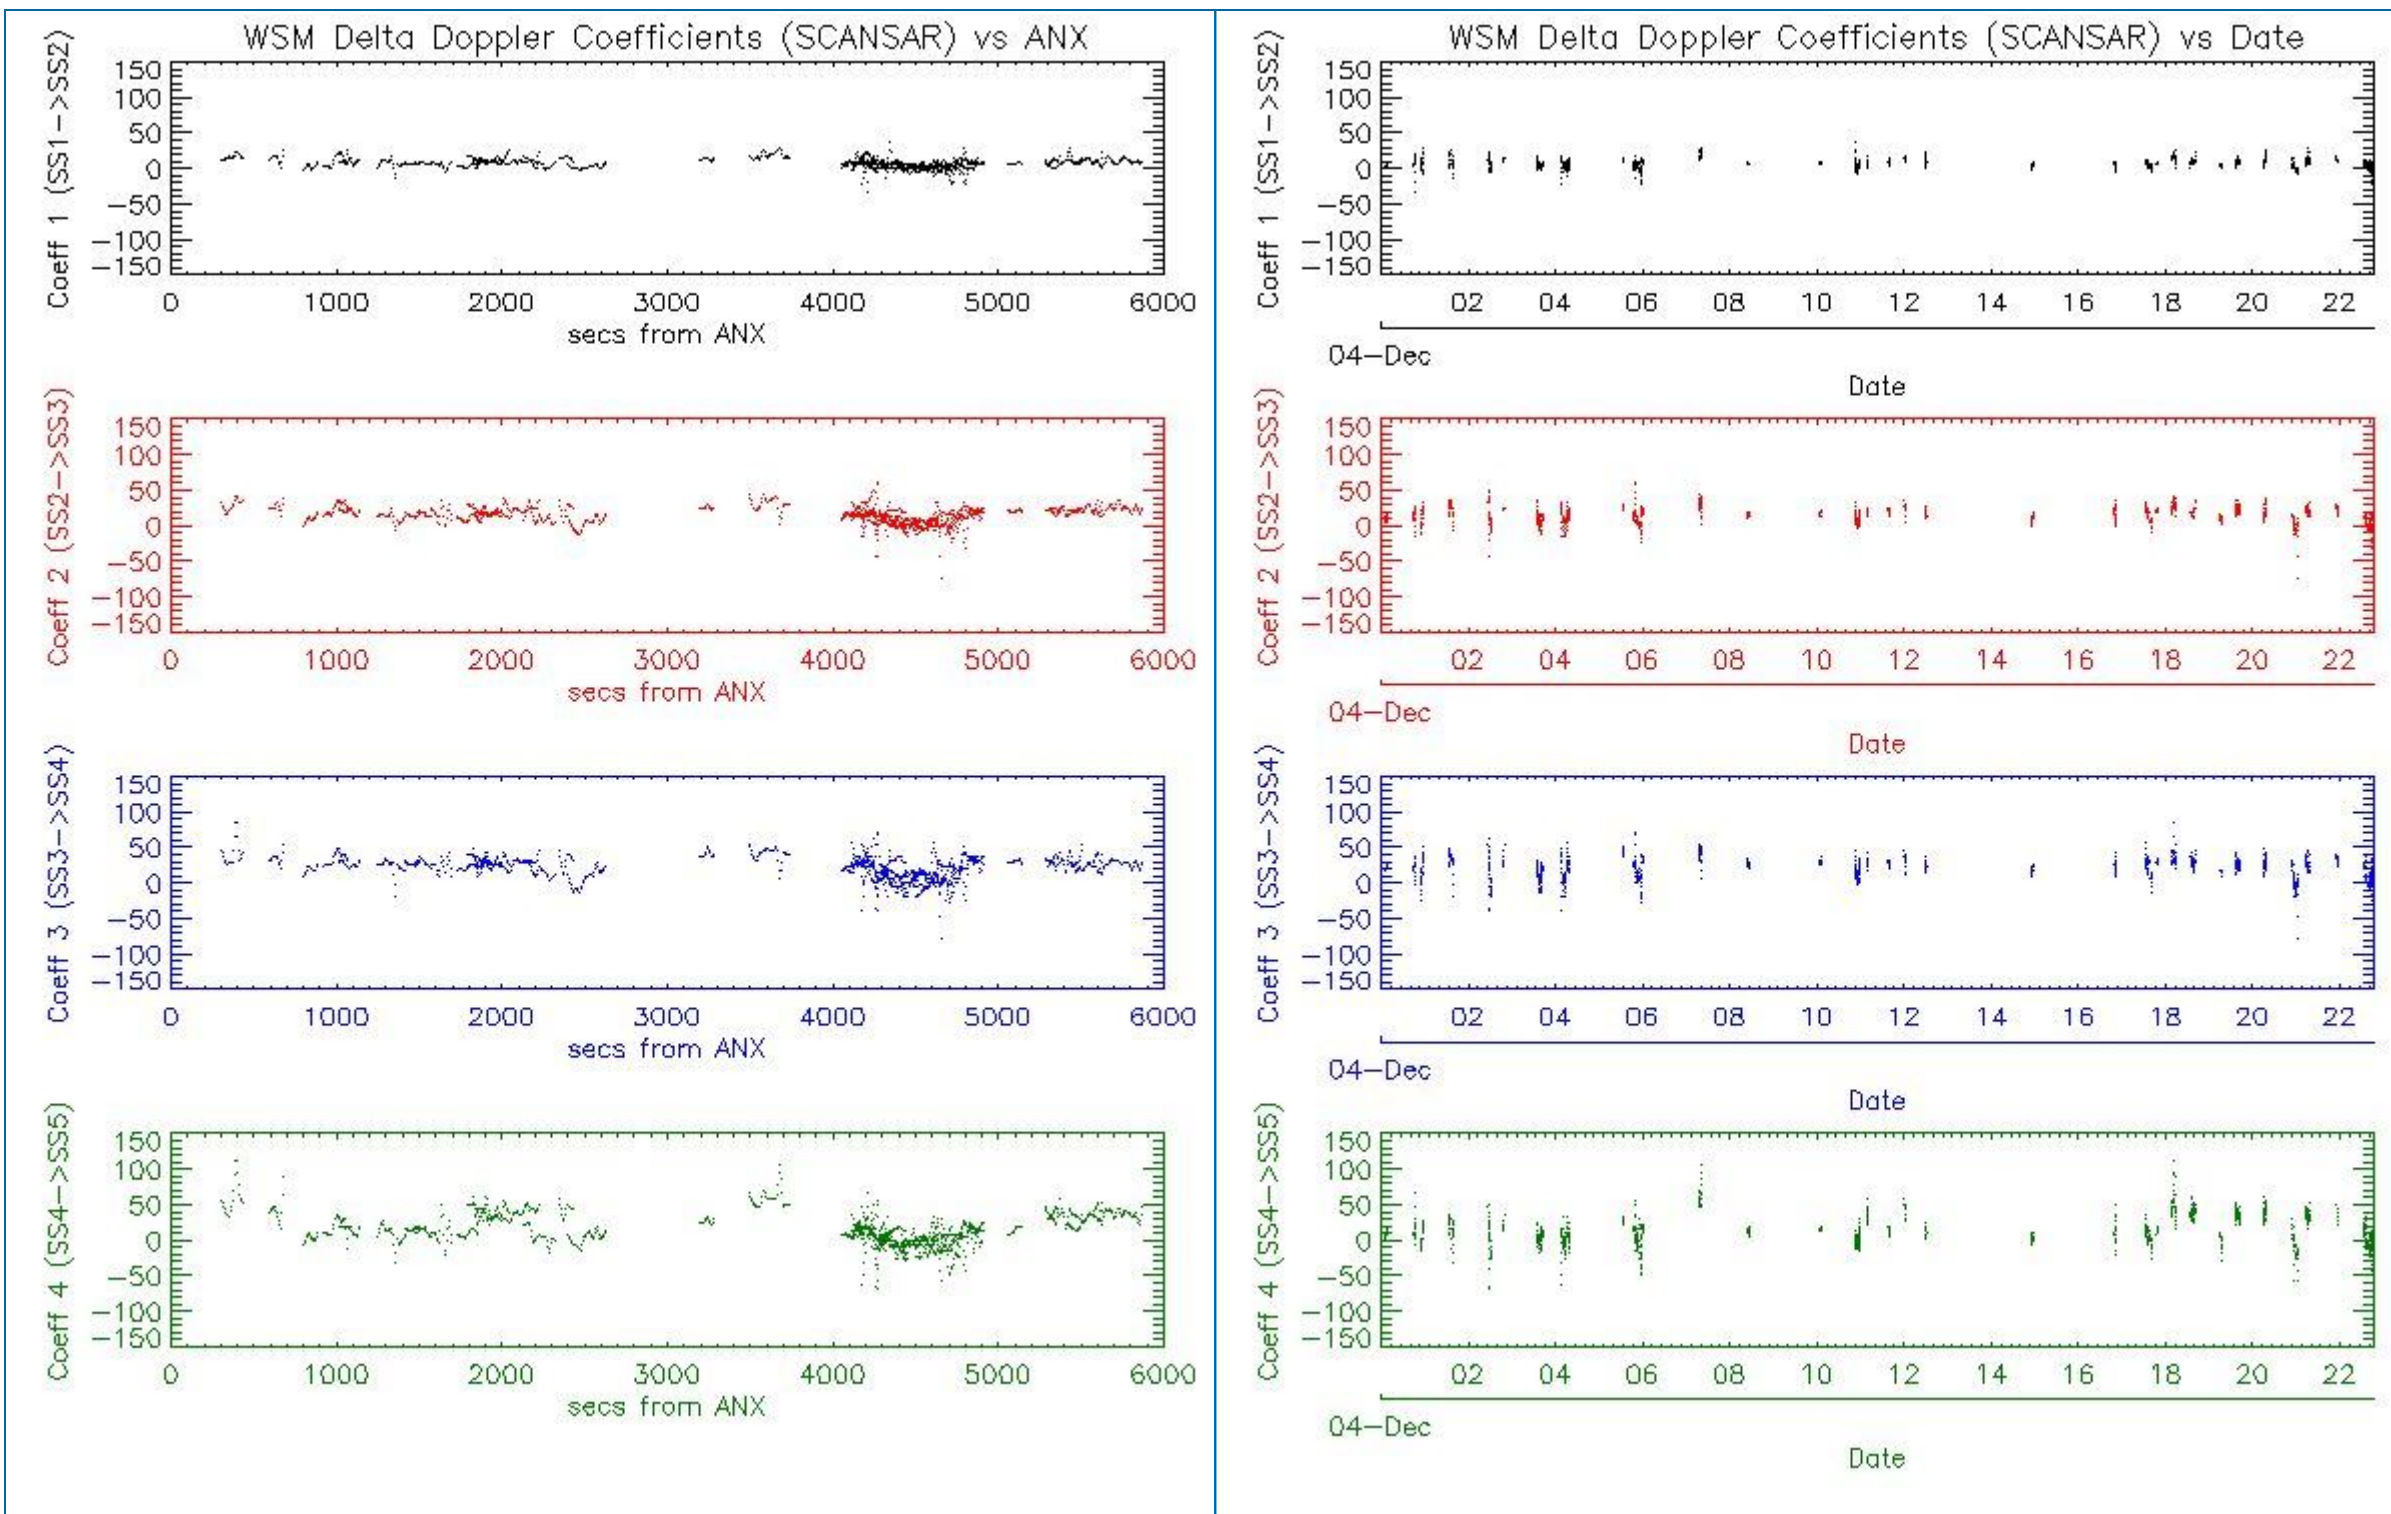 WSM Delta Doppler Coefficients (SCANSAR) vs ANX
Coeff 1 (SS1->SS2)
150
100
50
0
-50
-100
-150
0 1000 2000 3000 4000 5000 6000
secs from ANX
Coeff 2 (SS2->SS3)
150
100
50
0
-50
-100
-150
0 1000 2000 3000 4000 5000 6000
secs from ANX
Coeff 3 (SS3->SS4)
150
100
50
0
-50
-100
-150
0 1000 2000 3000 4000 5000 6000
secs from ANX
Coeff 4 (SS4->SS5)
150
100
50
0
-50
-100
-150
0 1000 2000 3000 4000 5000 6000
secs from ANX
WSM Delta Doppler Coefficients (SCANSAR) vs Date
Coeff 1 (SS1->SS2)
150
100
50
0
-50
-100
-150
02 04 06 08 10 12 14 16 18 20 22
04-Dec
Date
Coeff 2 (SS2->SS3)
150
100
50
0
-50
-100
-150
02 04 06 08 10 12 14 16 18 20 22
04-Dec
Date
Coeff 3 (SS3->SS4)
150
100
50
0
-50
-100
-150
02 04 06 08 10 12 14 16 18 20 22
04-Dec
Date
Coeff 4 (SS4->SS5)
150
100
50
0
-50
-100
-150
02 04 06 08 10 12 14 16 18 20 22
04-Dec
Date